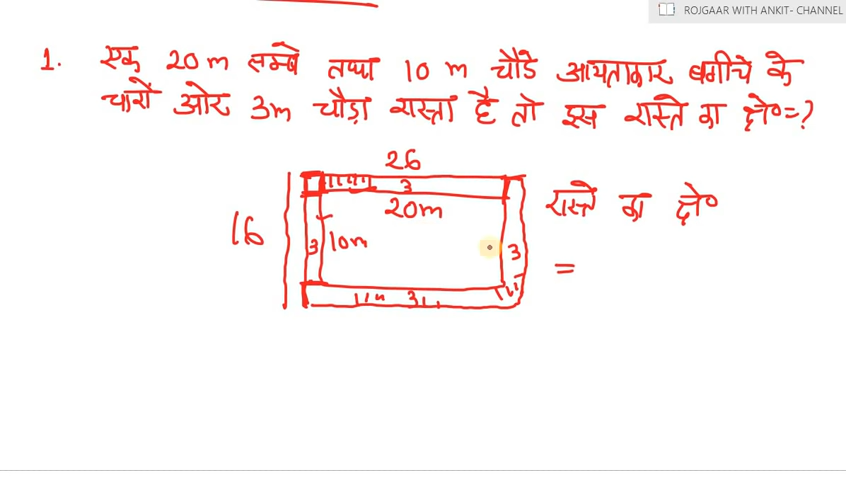 ROJGAAR WITH ANKIT- CHANNEL
1. एक 20 m लम्बे तथा 10 m चौडे आयताकार बगीचे के
चारों ओर 3m चौड़ा रास्ता है तो इस रास्ते का क्षे०=?
26
3
20m
रास्ते का क्षे०
16
3
10m
3
=
3